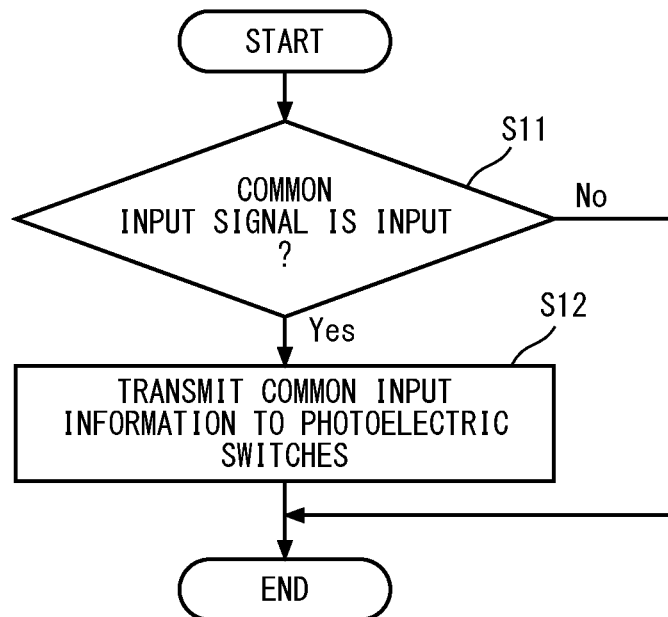 START
S11
COMMON
INPUT SIGNAL IS INPUT
?
No
Yes
S12
TRANSMIT COMMON INPUT
INFORMATION TO PHOTOELECTRIC
SWITCHES
END